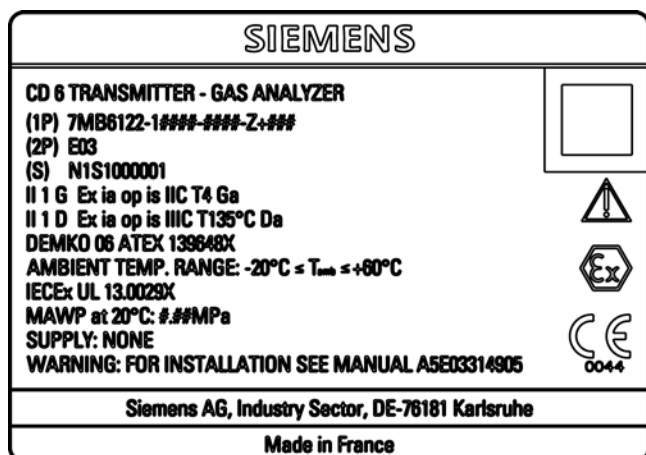 SIEMENS
CD 6 TRANSMITTER - GAS ANALYZER
(1P) 7MB6122-1####-####-Z+###
(2P) E03
(S) N1S1000001
II 1 G Ex ia op is IIC T4 Ga
II 1 D Ex ia op is IIIC T135°C Da
DEMKO 06 ATEX 139648X
AMBIENT TEMP. RANGE: -20°C ≤ Tamb ≤ +60°C
IECEx UL 13.0029X
MAWP at 20°C: #.##MPa
SUPPLY: NONE
WARNING: FOR INSTALLATION SEE MANUAL A5E03314905
Ex
CE
0044
Siemens AG, Industry Sector, DE-76181 Karlsruhe
Made in France